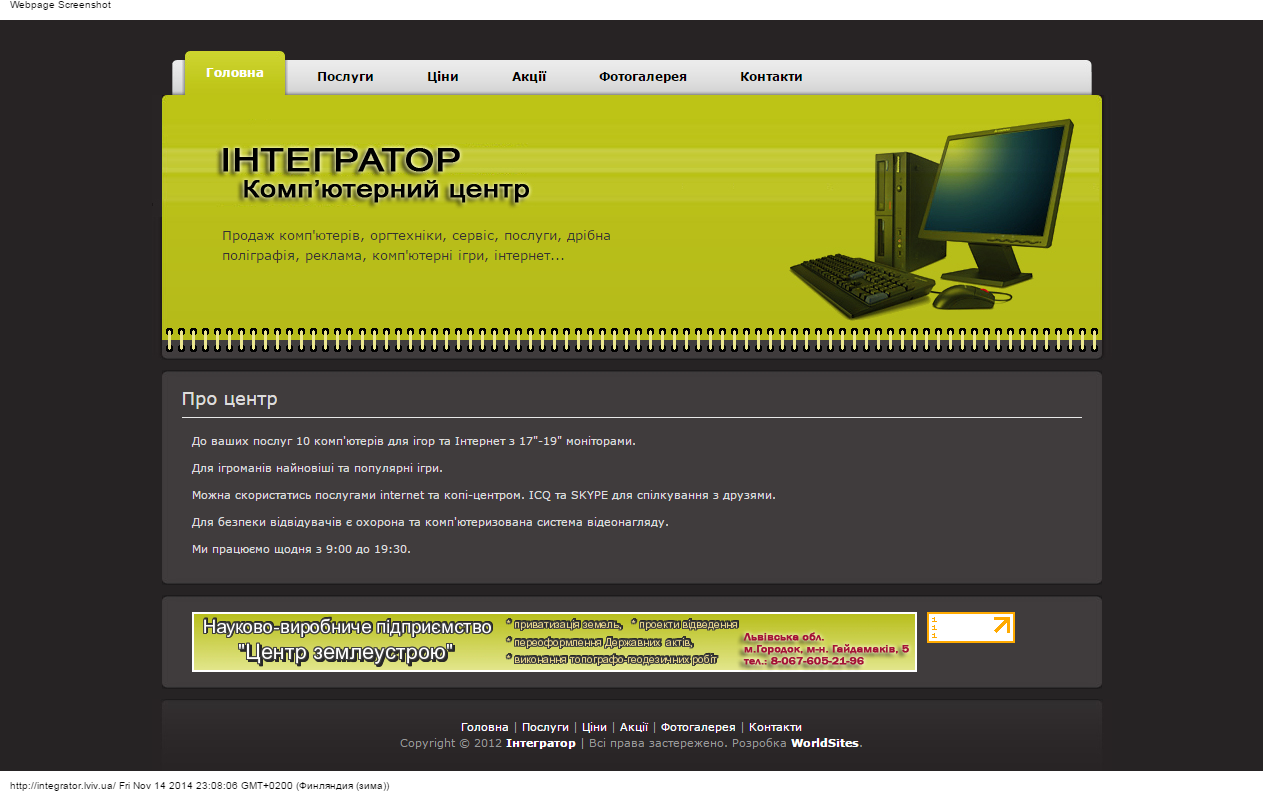 Webpage Screenshot
Головна
Послуги
Ціни
Акції
Фотогалерея
Контакти
ІНТЕГРАТОР
Комп'ютерний центр
Продаж комп'ютерів, оргтехніки, сервіс, послуги, дрібна
поліграфія, реклама, комп'ютерні ігри, інтернет...
Про центр
До ваших послуг 10 комп'ютерів для ігор та Інтернет з 17"-19" моніторами.
Для ігроманів найновіші та популярні ігри.
Можна скористатись послугами internet та копі-центром. ICQ та SKYPE для спілкування з друзями.
Для безпеки відвідувачів є охорона та комп'ютеризована система відеонагляду.
Ми працюємо щодня з 9:00 до 19:30.
Науково-виробниче підприємство
"Центр землеустрою"
* приватизація земель, * проекти відведення
* переоформлення Державних актів,
* виконання топографо-геодезичних робіт
Львівська обл.
м.Городок, м-н. Гайдамаків, 5
тел.: 8-067-605-21-96
1
1
1
Головна | Послуги | Ціни | Акції | Фотогалерея | Контакти
Copyright © 2012 Інтегратор | Всі права застережено. Розробка WorldSites.
http://integrator.lviv.ua/ Fri Nov 14 2014 23:08:06 GMT+0200 (Финляндия (зима))